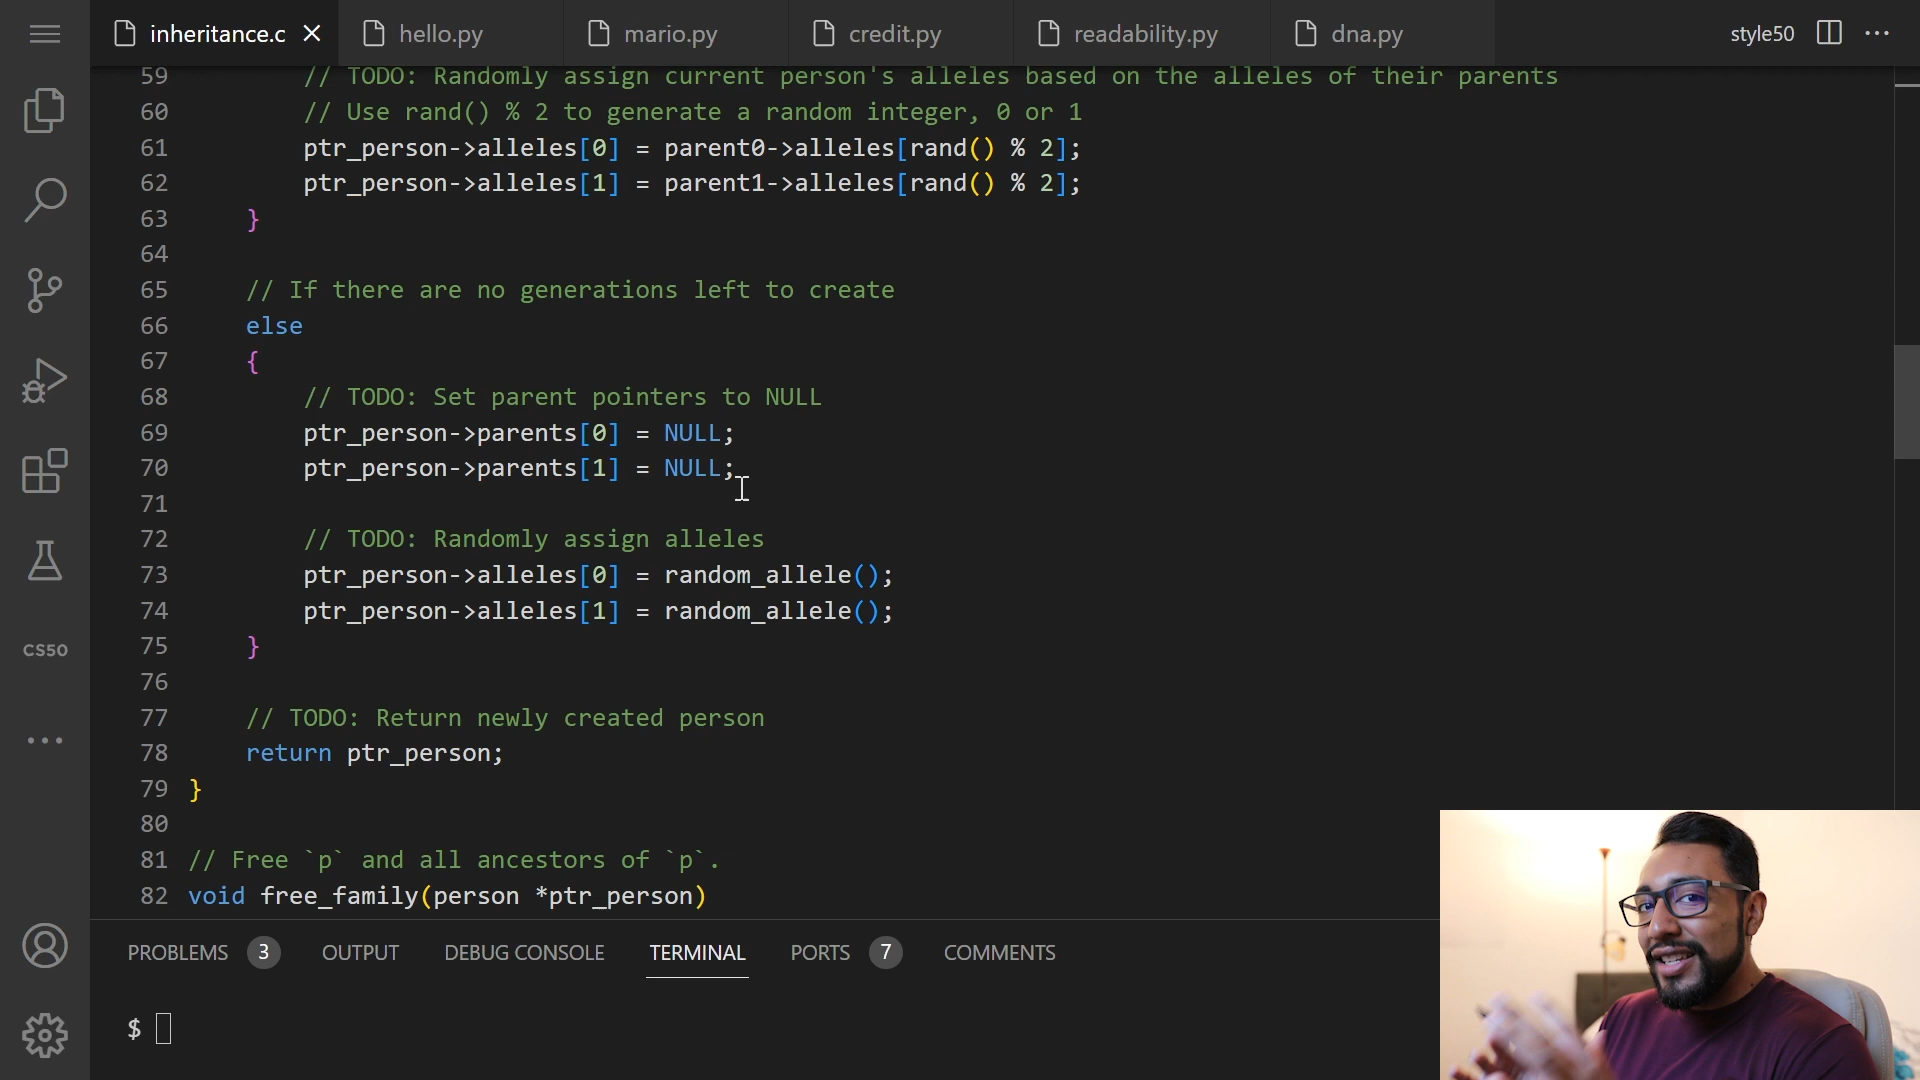 inheritance.c
hello.py
mario.py
credit.py
readability.py
dna.py
style50
59 // TODO: Randomly assign current person's alleles based on the alleles of their parents
60 // Use rand() % 2 to generate a random integer, 0 or 1
61 ptr_person->alleles[0] = parent0->alleles[rand() % 2];
62 ptr_person->alleles[1] = parent1->alleles[rand() % 2];
63 }
64
65 // If there are no generations left to create
66 else
67 {
68 // TODO: Set parent pointers to NULL
69 ptr_person->parents[0] = NULL;
70 ptr_person->parents[1] = NULL;
71
72 // TODO: Randomly assign alleles
73 ptr_person->alleles[0] = random_allele();
74 ptr_person->alleles[1] = random_allele();
75 }
76
77 // TODO: Return newly created person
78 return ptr_person;
79 }
80
81 // Free `p` and all ancestors of `p`.
82 void free_family(person *ptr_person)
CS50
PROBLEMS 3 OUTPUT DEBUG CONSOLE TERMINAL PORTS 7 COMMENTS
$